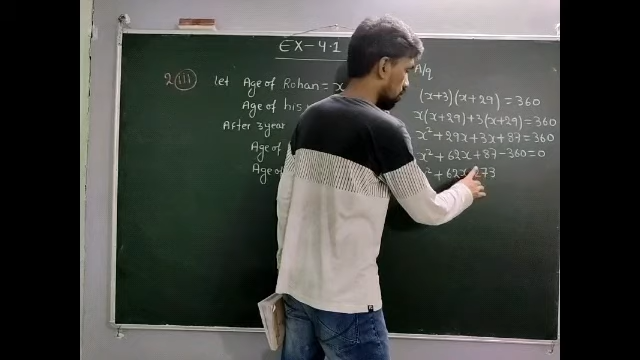 EX-4.1
2 (iii) let Age of Rohan = x
Age of his
After 3 year
Age of
Age of
A/q
(x+3)(x+29) = 360
x(x+29)+3(x+29) = 360
x² + 29x + 3x + 87 = 360
x² + 62x + 87 - 360 = 0
² + 62x 273